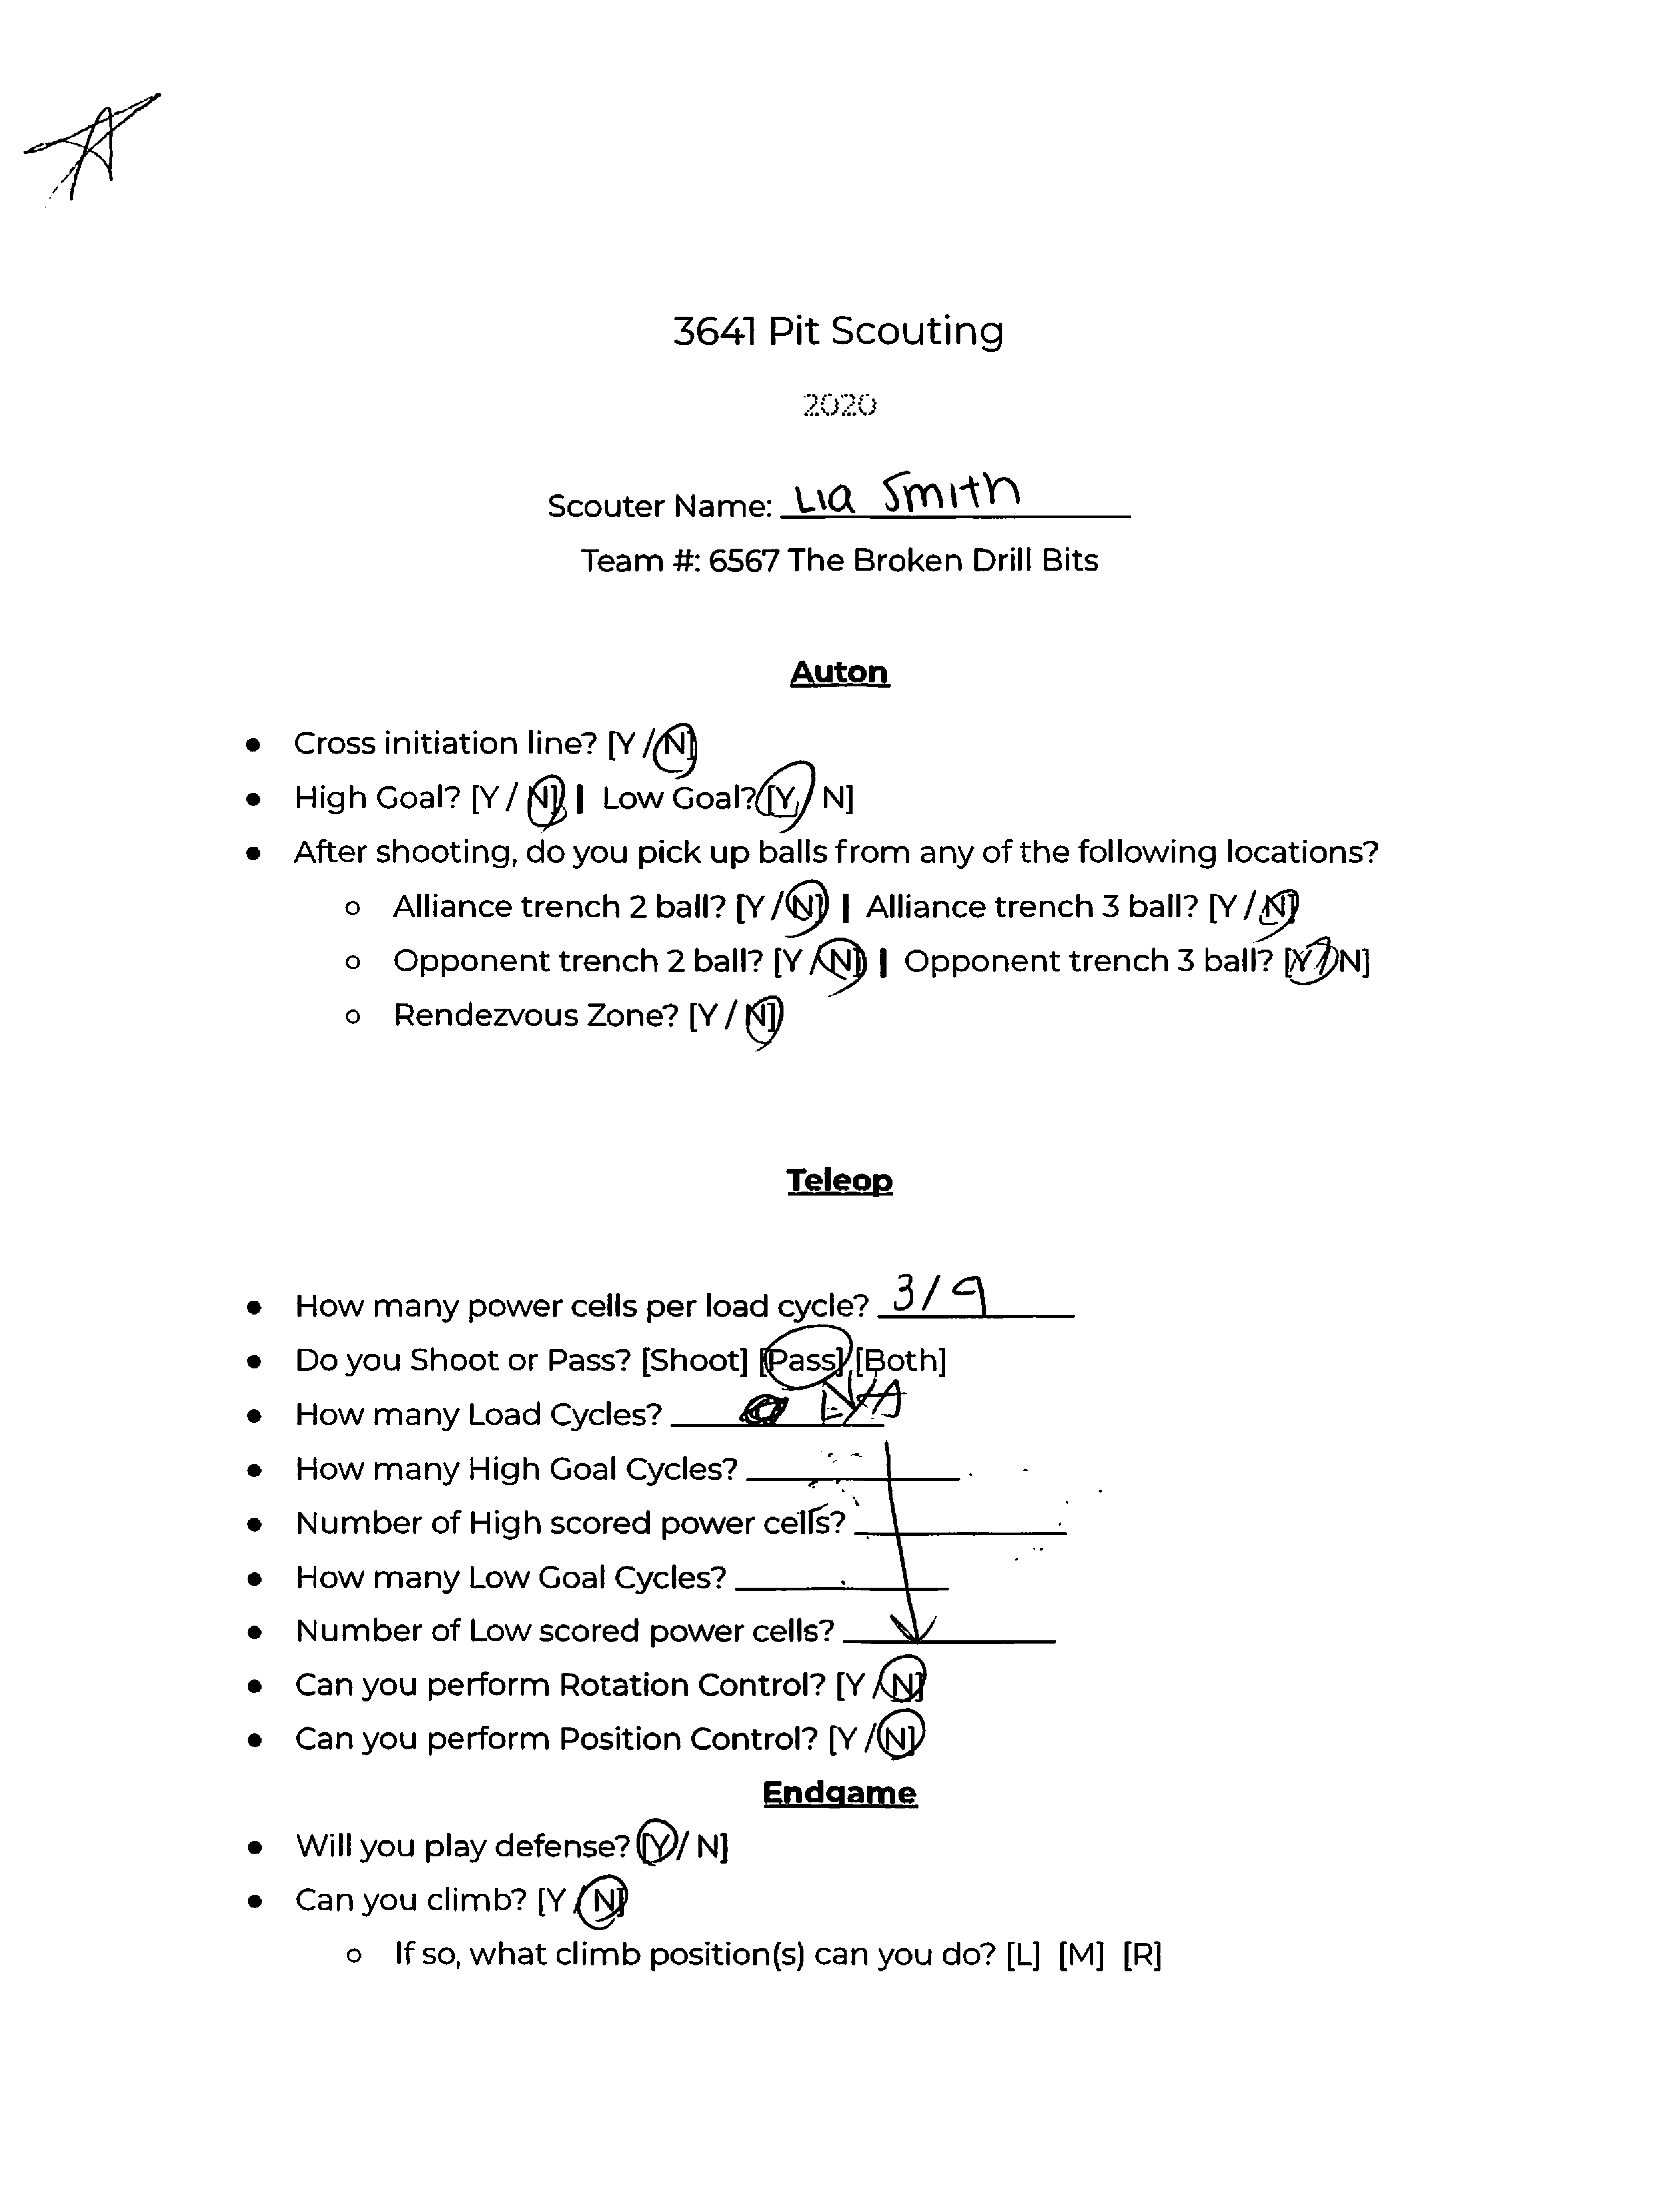 3641 Pit Scouting
2020
Scouter Name: Lia Smith
Team #: 6567 The Broken Drill Bits
Auton
● Cross initiation line? [Y / N]
● High Goal? [Y / N] | Low Goal? [Y / N]
● After shooting, do you pick up balls from any of the following locations?
○ Alliance trench 2 ball? [Y / N] | Alliance trench 3 ball? [Y / N]
○ Opponent trench 2 ball? [Y / N] | Opponent trench 3 ball? [Y / N]
○ Rendezvous Zone? [Y / N]
Teleop
● How many power cells per load cycle? 3/9
● Do you Shoot or Pass? [Shoot] [Pass] [Both]
● How many Load Cycles?
● How many High Goal Cycles?
● Number of High scored power cells?
● How many Low Goal Cycles?
● Number of Low scored power cells?
● Can you perform Rotation Control? [Y / N]
● Can you perform Position Control? [Y / N]
Endgame
● Will you play defense? [Y / N]
● Can you climb? [Y / N]
○ If so, what climb position(s) can you do? [L] [M] [R]